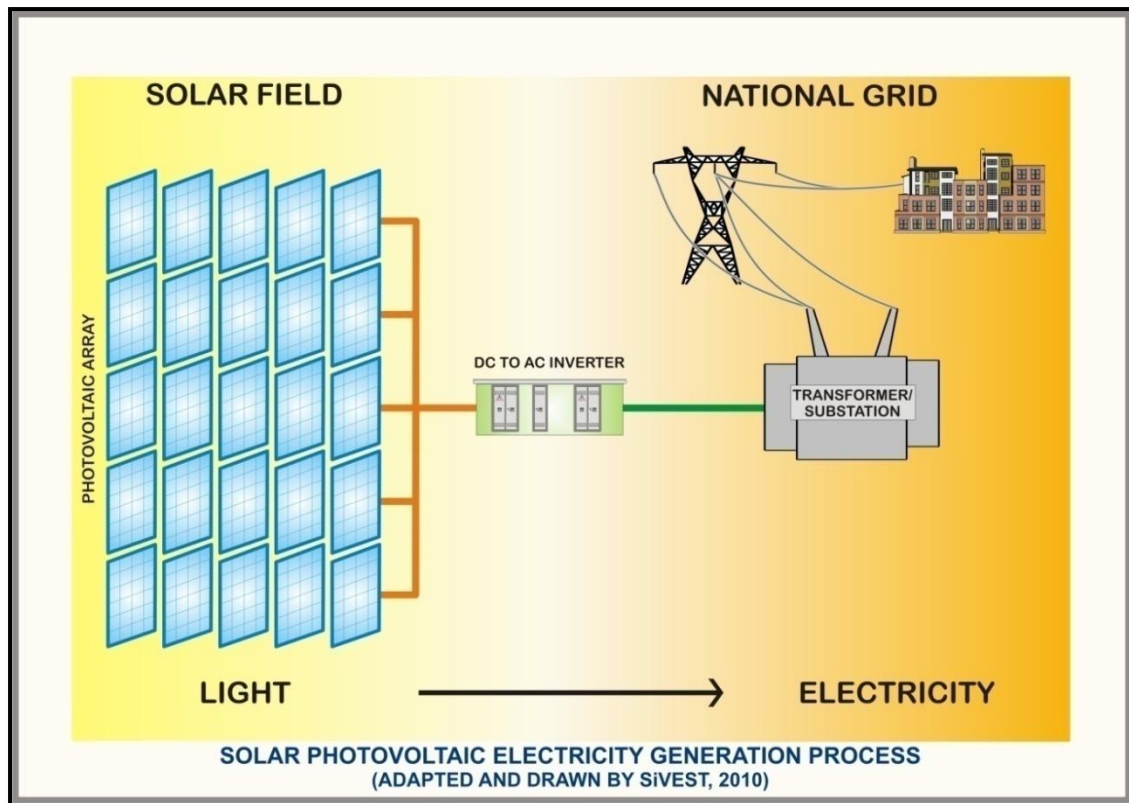 SOLAR FIELD
NATIONAL GRID
PHOTOVOLTAIC ARRAY
DC TO AC INVERTER
TRANSFORMER/
SUBSTATION
LIGHT
ELECTRICITY
SOLAR PHOTOVOLTAIC ELECTRICITY GENERATION PROCESS
(ADAPTED AND DRAWN BY SiVEST, 2010)